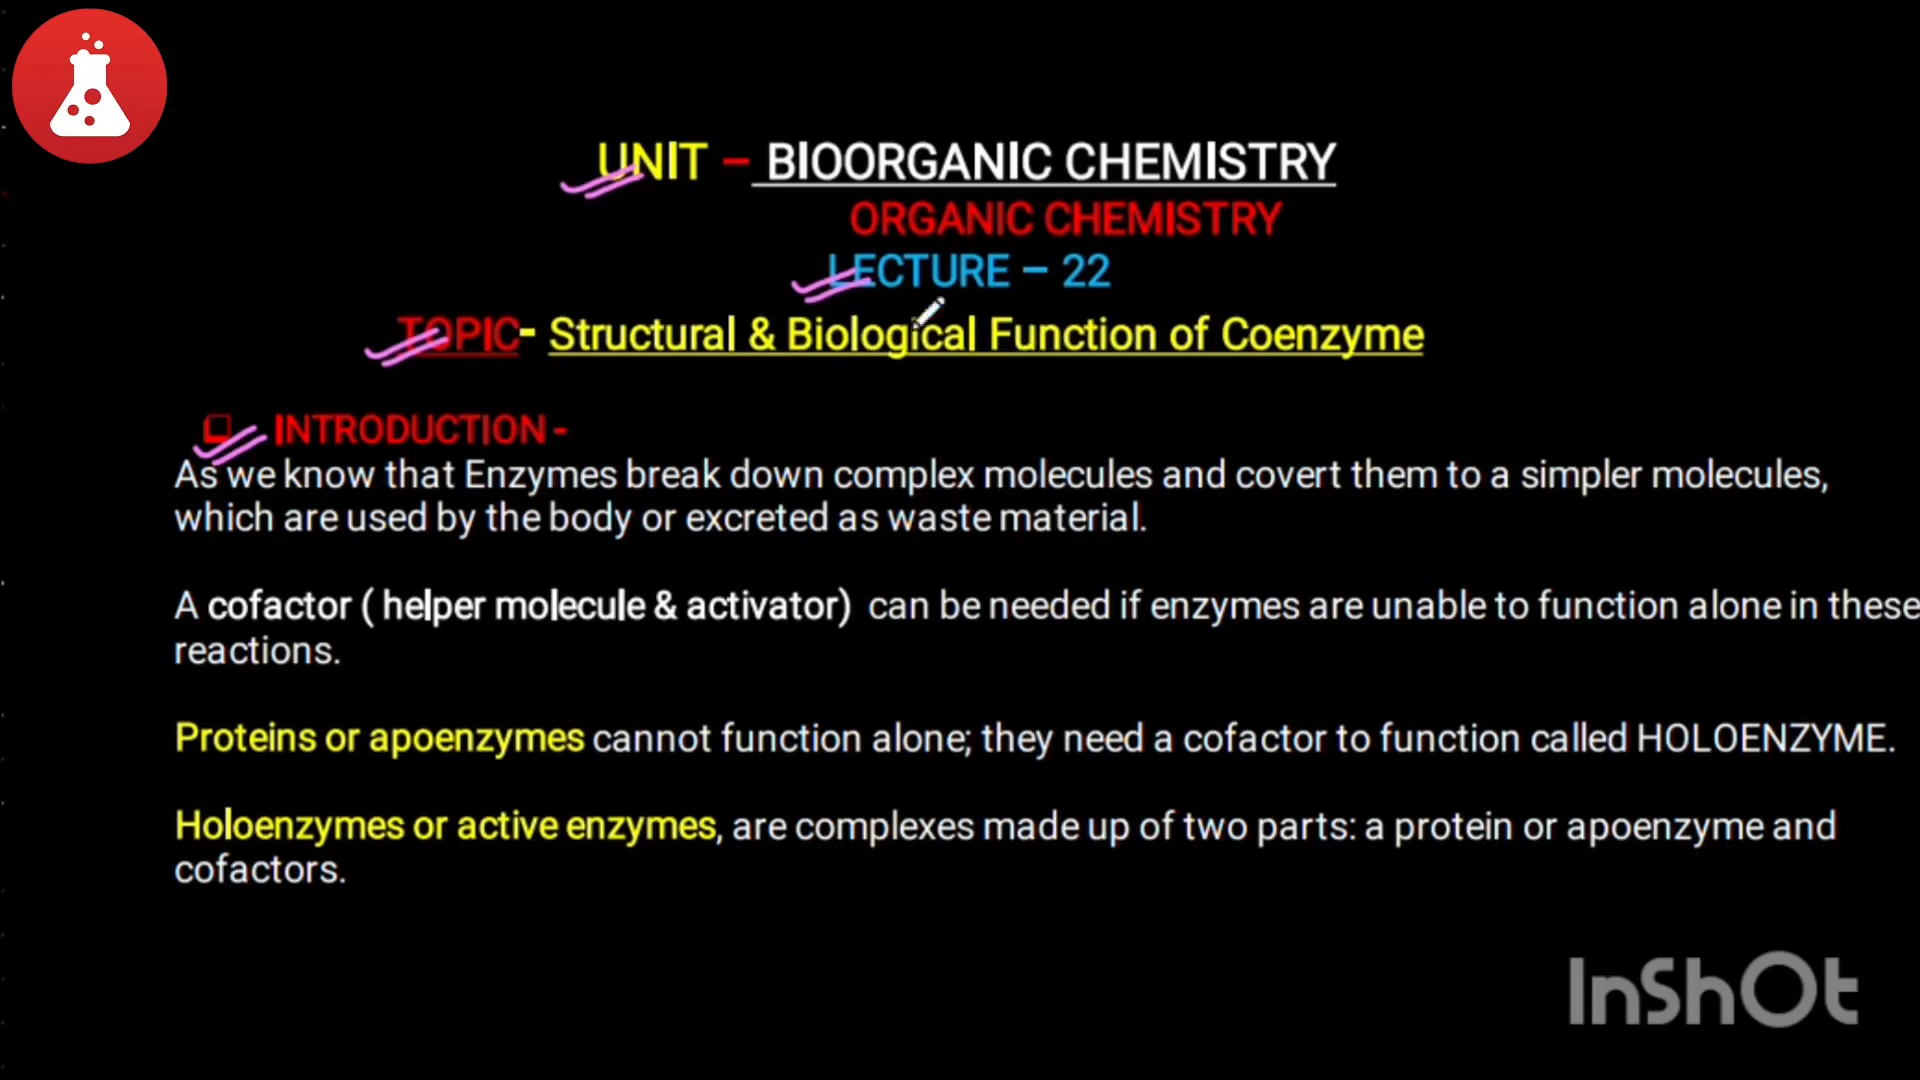 UNIT – BIOORGANIC CHEMISTRY
ORGANIC CHEMISTRY
LECTURE – 22
TOPIC- Structural & Biological Function of Coenzyme
INTRODUCTION -
As we know that Enzymes break down complex molecules and covert them to a simpler molecules,
which are used by the body or excreted as waste material.
A cofactor ( helper molecule & activator) can be needed if enzymes are unable to function alone in these
reactions.
Proteins or apoenzymes cannot function alone; they need a cofactor to function called HOLOENZYME.
Holoenzymes or active enzymes, are complexes made up of two parts: a protein or apoenzyme and
cofactors.
InShOt